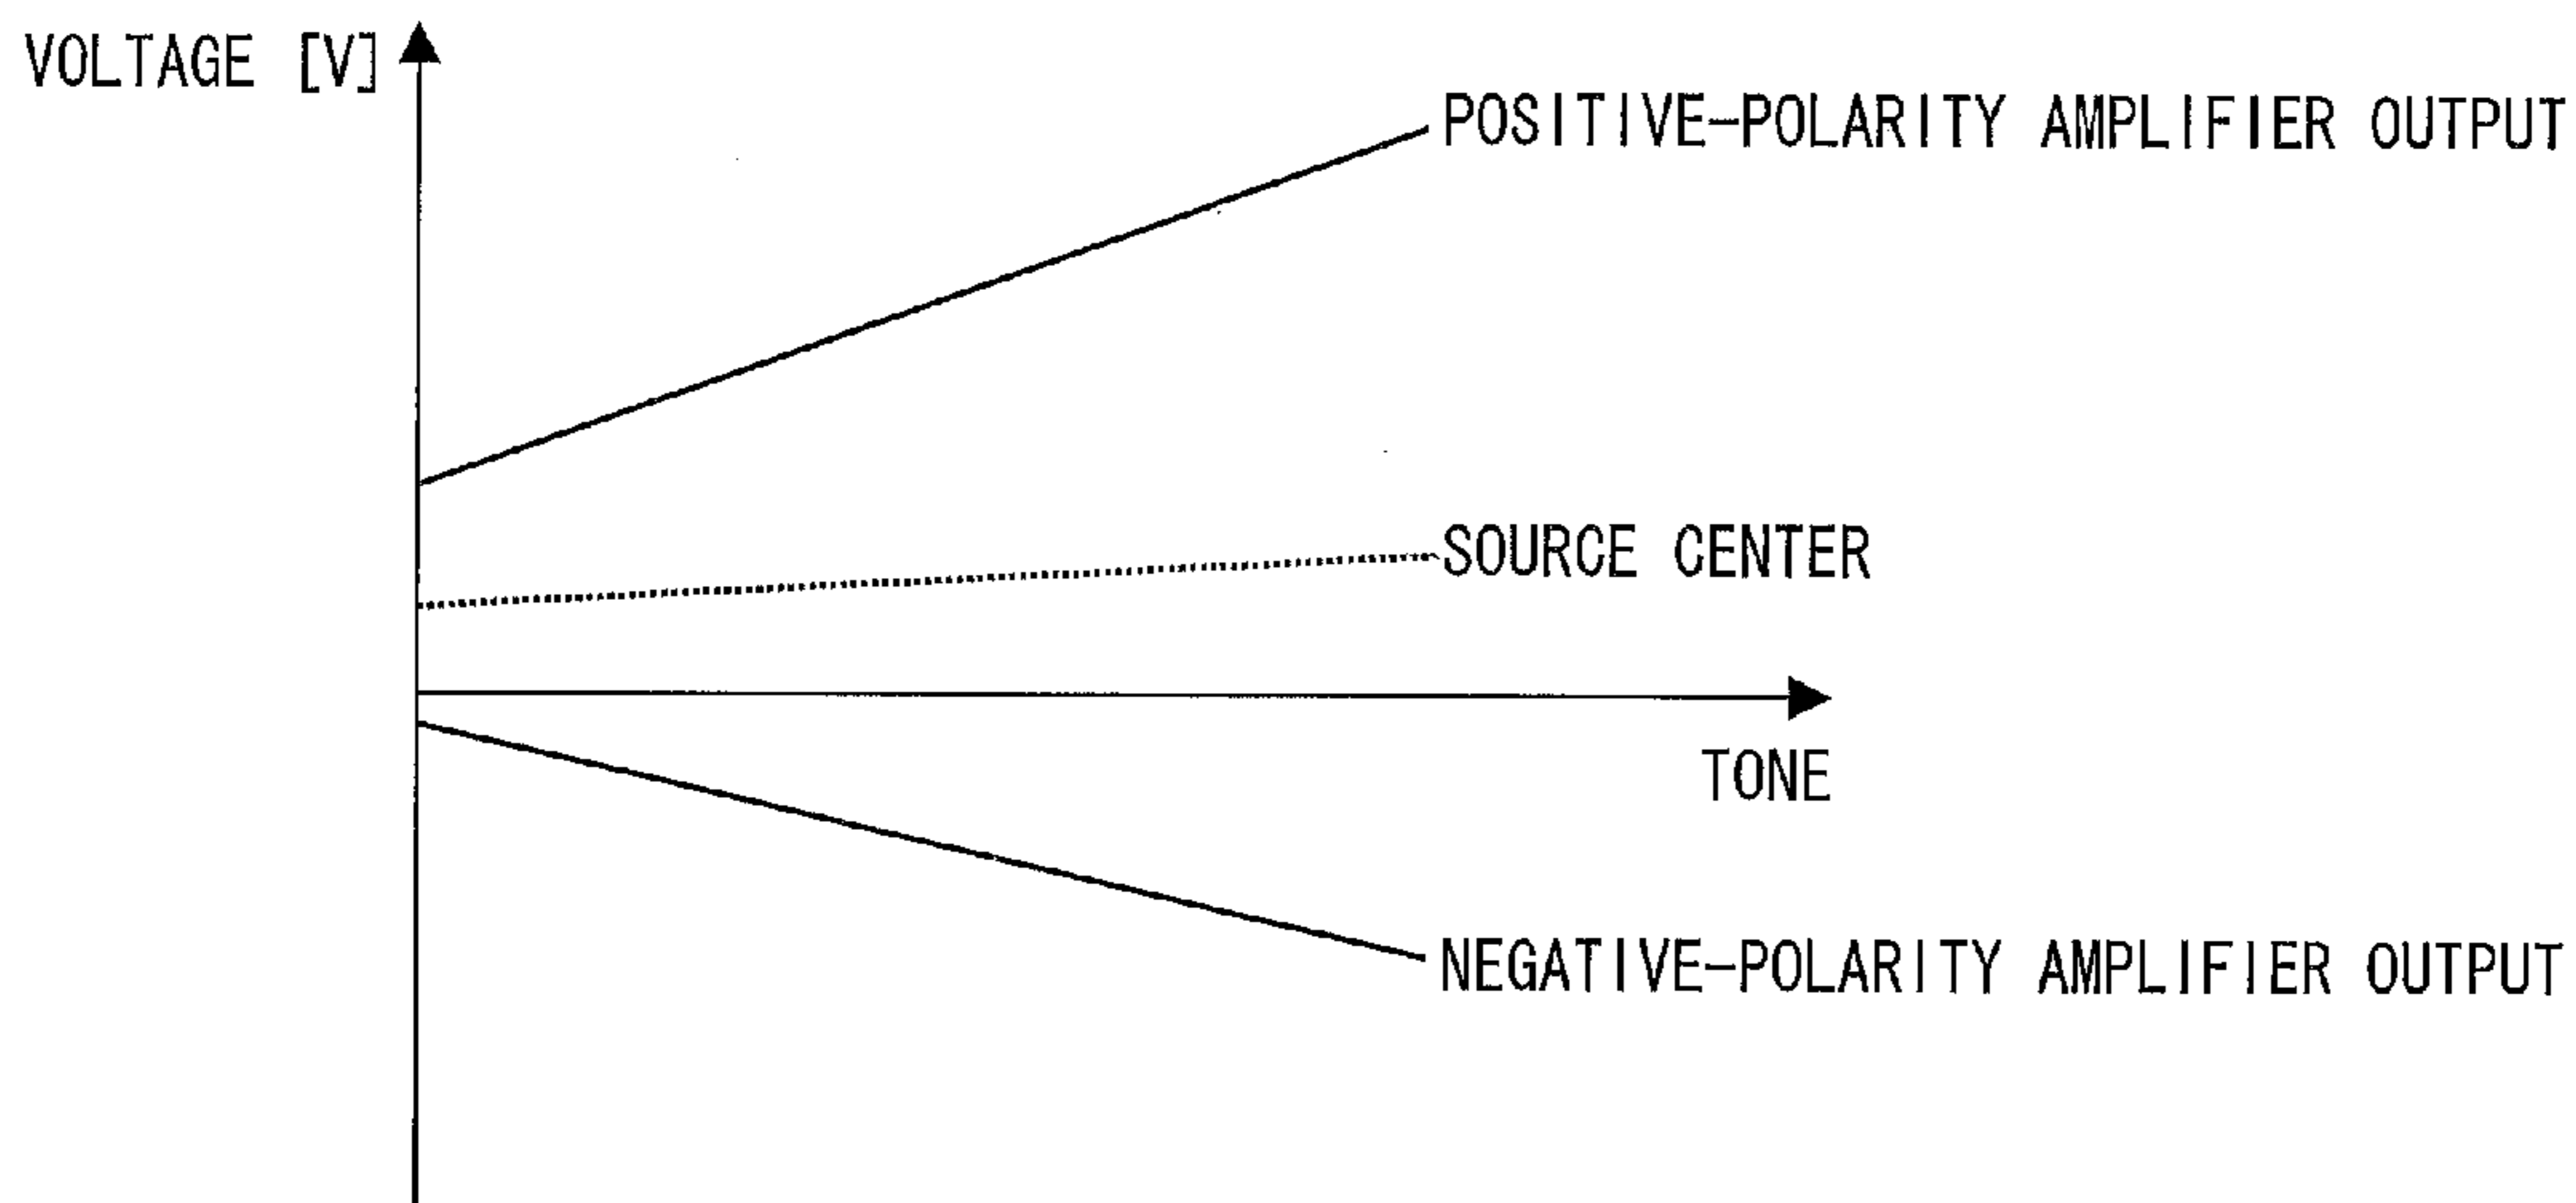 VOLTAGE [V]
POSITIVE-POLARITY AMPLIFIER OUTPUT
SOURCE CENTER
TONE
NEGATIVE-POLARITY AMPLIFIER OUTPUT